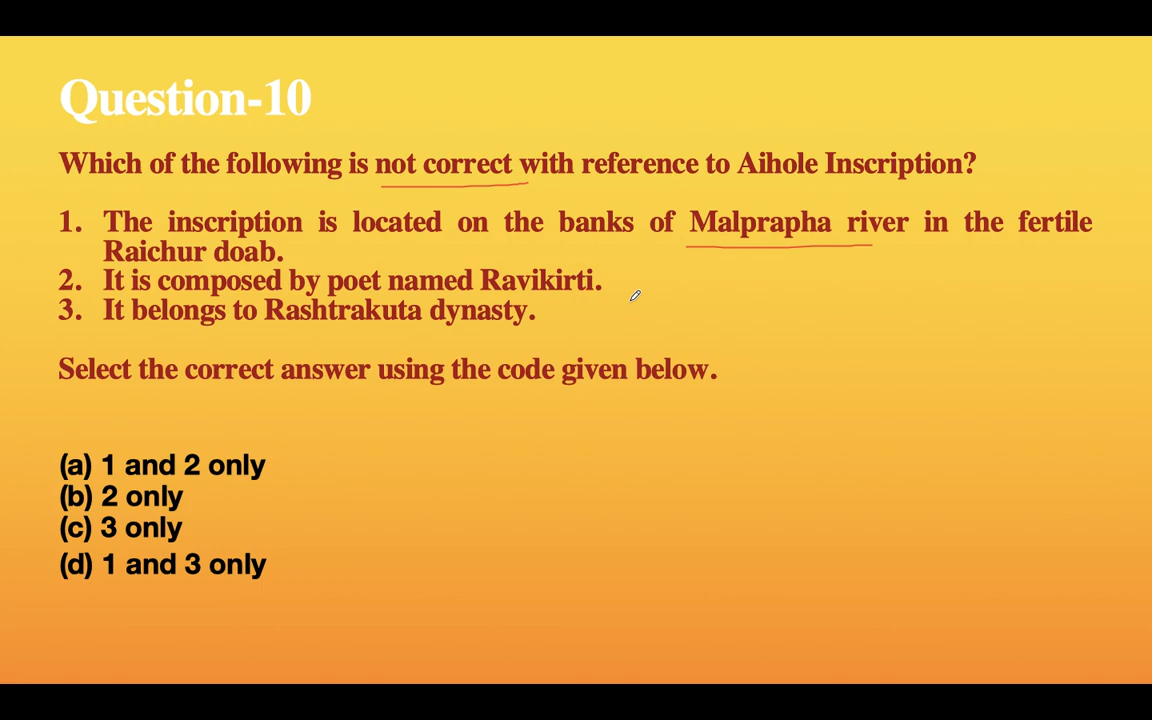 Question-10
Which of the following is not correct with reference to Aihole Inscription?
1. The inscription is located on the banks of Malprapha river in the fertile
Raichur doab.
2. It is composed by poet named Ravikirti.
3. It belongs to Rashtrakuta dynasty.
Select the correct answer using the code given below.
(a) 1 and 2 only
(b) 2 only
(c) 3 only
(d) 1 and 3 only